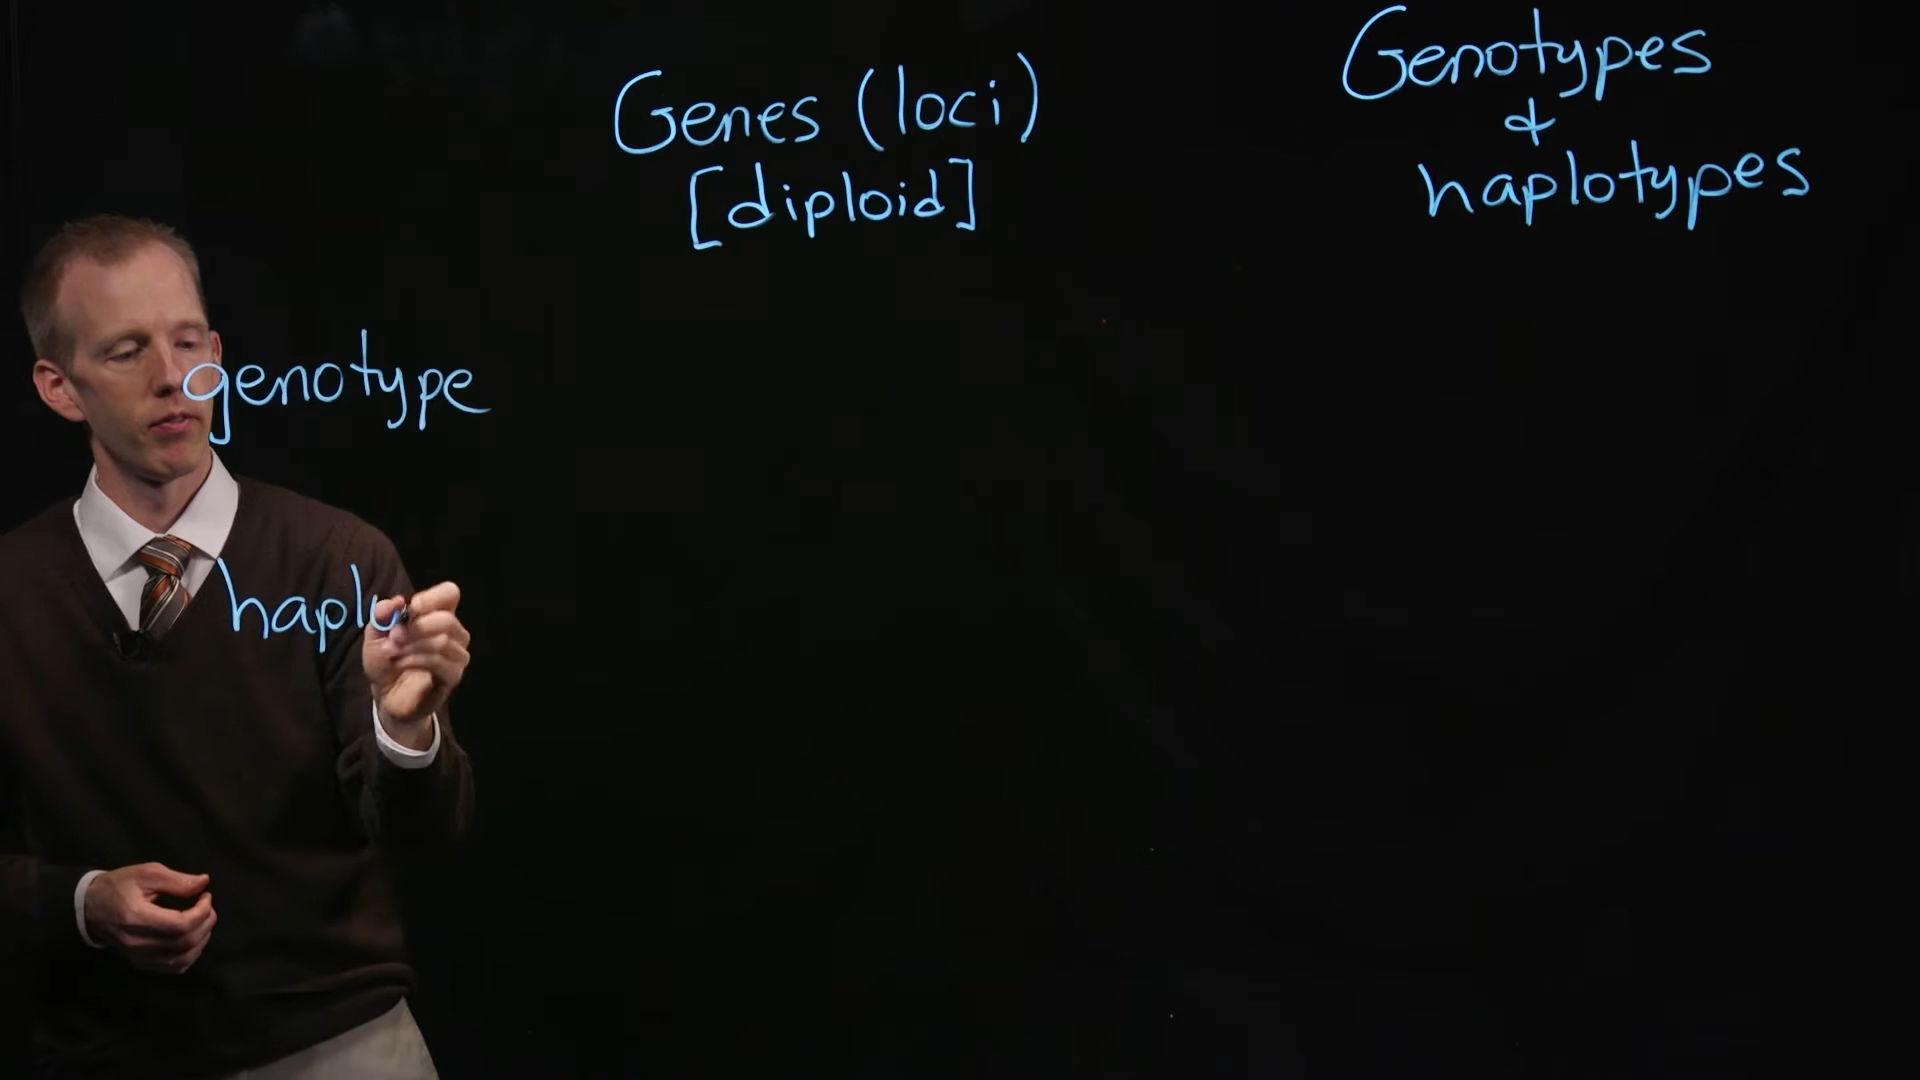 Genes (loci)
[diploid]
Genotypes
&
haplotypes
genotype
haplo